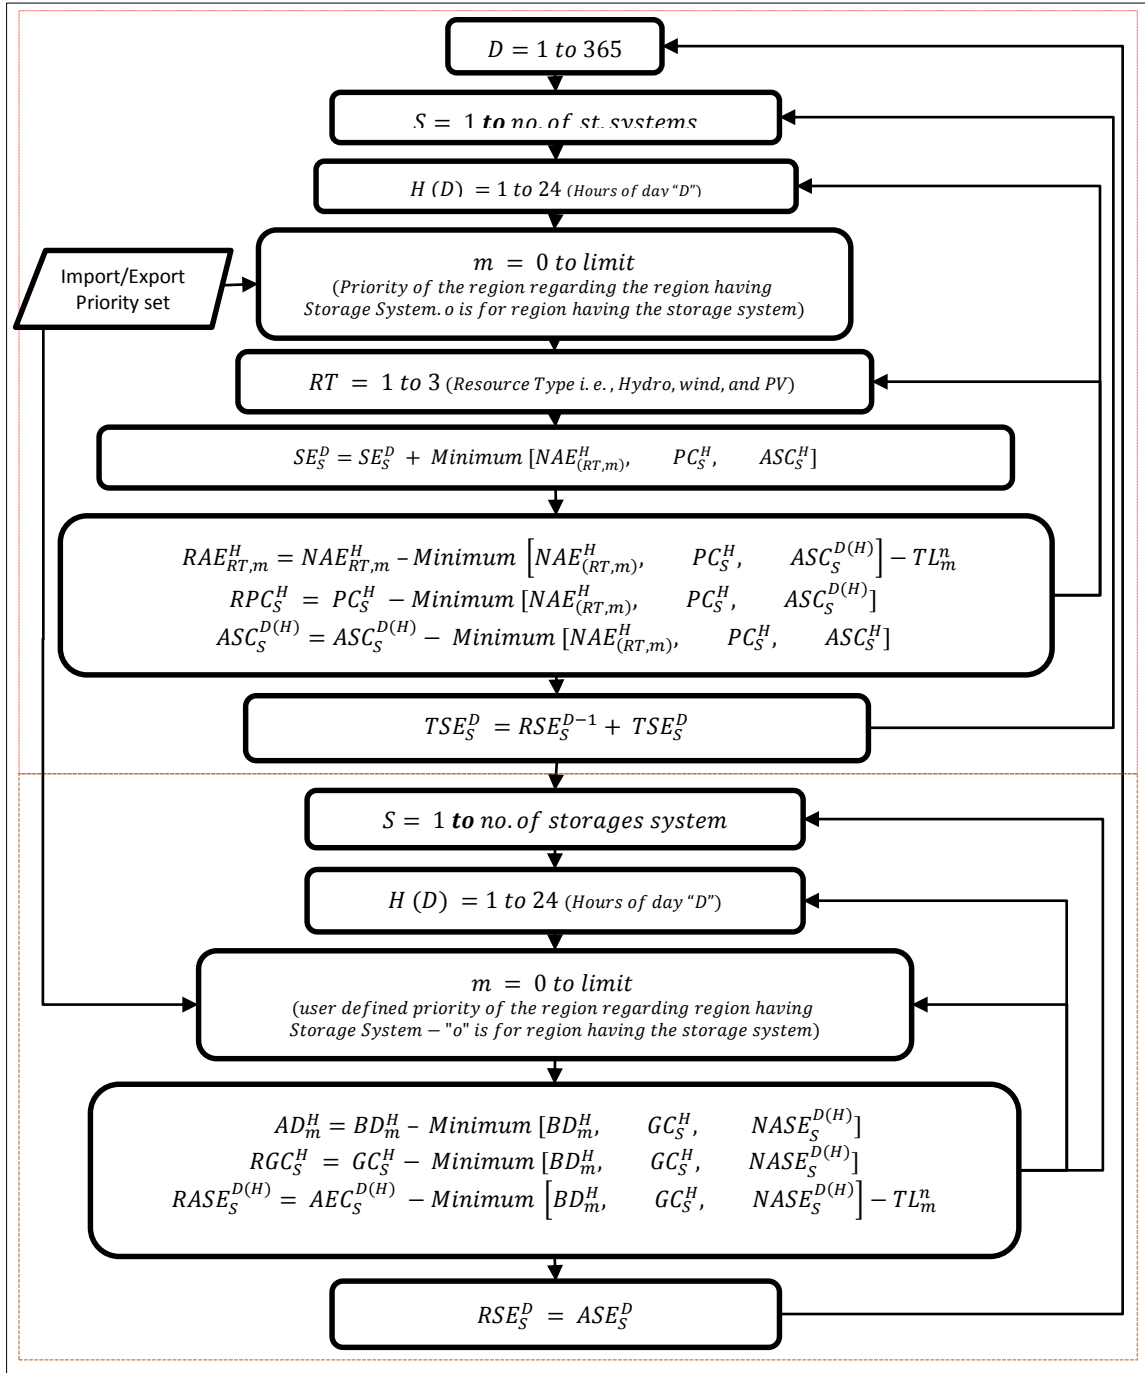 D = 1 to 365
S = 1 to no. of st. systems
H (D) = 1 to 24 (Hours of day “D”)
Import/Export
Priority set
m = 0 to limit
(Priority of the region regarding the region having
Storage System. o is for region having the storage system)
RT = 1 to 3 (Resource Type i. e., Hydro, wind, and PV)
SE_S^D = SE_S^D + Minimum [NAE_{(RT,m)}^H, PC_S^H, ASC_S^H]
RAE_{RT,m}^H = NAE_{RT,m}^H – Minimum [NAE_{(RT,m)}^H, PC_S^H, ASC_S^{D(H)}] − TL_m^n
RPC_S^H = PC_S^H − Minimum [NAE_{(RT,m)}^H, PC_S^H, ASC_S^{D(H)}]
ASC_S^{D(H)} = ASC_S^{D(H)} − Minimum [NAE_{(RT,m)}^H, PC_S^H, ASC_S^H]
TSE_S^D = RSE_S^{D−1} + TSE_S^D
S = 1 to no. of storages system
H (D) = 1 to 24 (Hours of day “D”)
m = 0 to limit
(user defined priority of the region regarding region having
Storage System − "o" is for region having the storage system)
AD_m^H = BD_m^H – Minimum [BD_m^H, GC_S^H, NASE_S^{D(H)}]
RGC_S^H = GC_S^H − Minimum [BD_m^H, GC_S^H, NASE_S^{D(H)}]
RASE_S^{D(H)} = AEC_S^{D(H)} − Minimum [BD_m^H, GC_S^H, NASE_S^{D(H)}] − TL_m^n
RSE_S^D = ASE_S^D